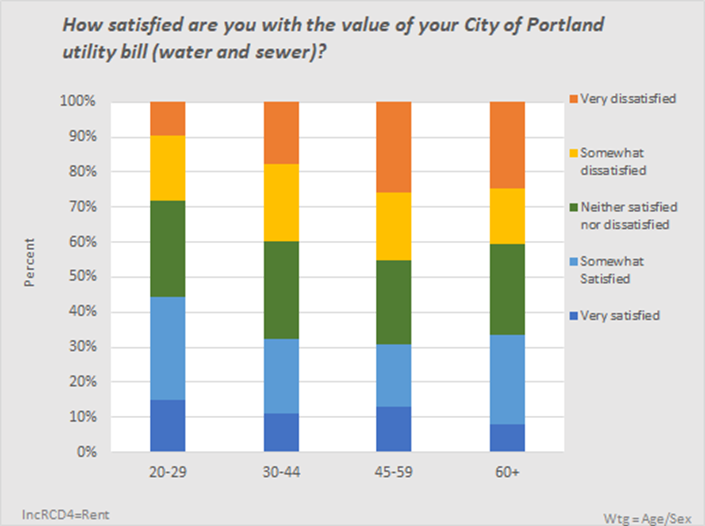 How satisfied are you with the value of your City of Portland
utility bill (water and sewer)?
100%
90%
80%
70%
60%
50%
40%
30%
20%
10%
0%
Percent
20-29
30-44
45-59
60+
Very dissatisfied
Somewhat
dissatisfied
Neither satisfied
nor dissatisfied
Somewhat
Satisfied
Very satisfied
IncRCD4=Rent
Wtg = Age/Sex